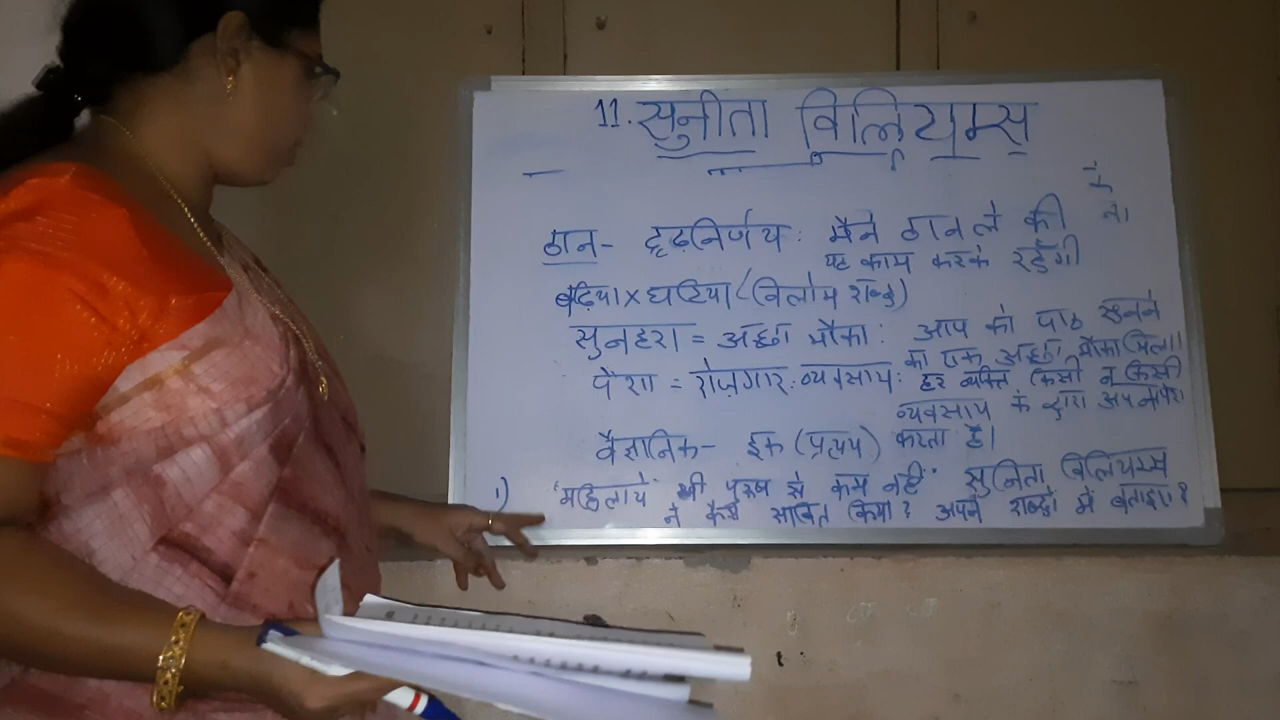 11. सुनीता विलियम्स
ठान - दृढ़निर्णय : मैंने ठान ले की
यह काम करके रहूँगी
बढ़िया × घटिया (विलोम शब्द)
सुनहरा = अच्छा मौका : आप को पाठ सुनने
का एक अच्छा मौका मिला।
पेशा = रोज़गार : व्यवसाय : हर व्यक्ति किसी न किसी
व्यवसाय के द्वारा अपना पेशा
करता है।
वैज्ञानिक - इक (प्रत्यय)
1) 'महिलायें भी पुरुष से कम नहीं' सुनिता विलियम्स
ने कैसे साबित किया? अपने शब्दों में बताइए?